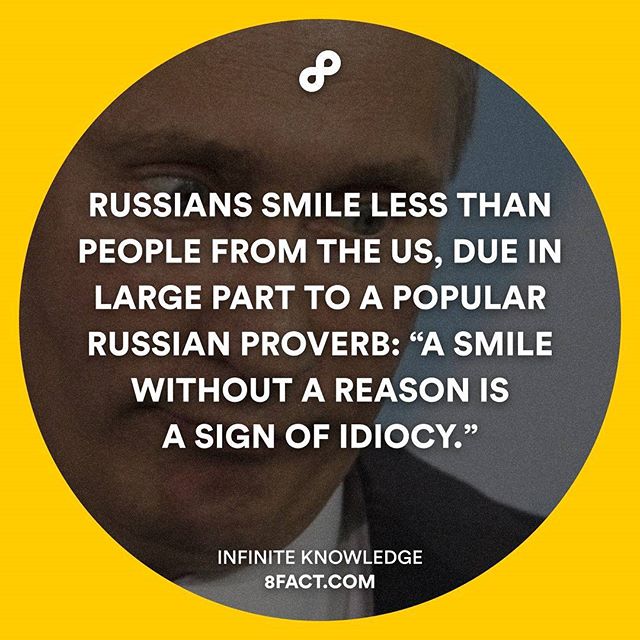 RUSSIANS SMILE LESS THAN
PEOPLE FROM THE US, DUE IN
LARGE PART TO A POPULAR
RUSSIAN PROVERB: “A SMILE
WITHOUT A REASON IS
A SIGN OF IDIOCY.”
INFINITE KNOWLEDGE
8FACT.COM